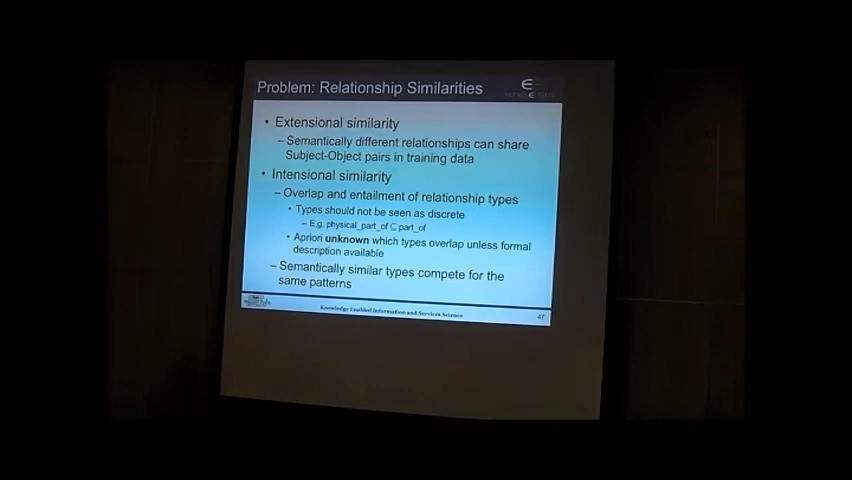 Problem: Relationship Similarities
• Extensional similarity
– Semantically different relationships can share
Subject-Object pairs in training data
• Intensional similarity
– Overlap and entailment of relationship types
• Types should not be seen as discrete
– E.g. physical_part_of ⊆ part_of
• Apriori unknown which types overlap unless formal
description available
– Semantically similar types compete for the
same patterns
Knowledge Enabled Information and Services Science
47